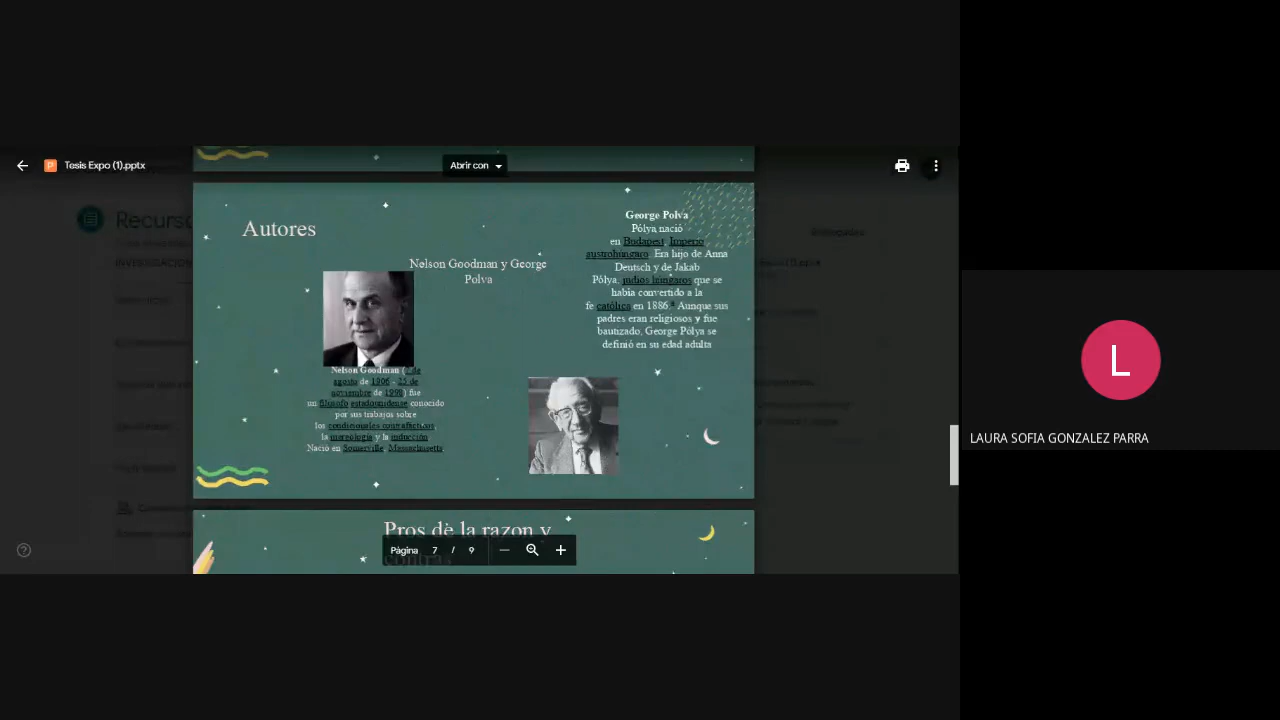 Tesis Expo (1).pptx
Abrir con
Autores
Nelson Goodman y George
Polva
Nelson Goodman (7 de
agosto de 1906 - 25 de
noviembre de 1998) fue
un filósofo estadounidense conocido
por sus trabajos sobre
los condicionales contrafácticos,
la mereología y la inducción.
Nació en Somerville, Massachusetts.
George Polva
Pólya nació
en Budapest, Imperio
austrohúngaro. Era hijo de Anna
Deutsch y de Jakab
Pólya, judíos húngaros que se
había convertido a la
fe católica en 1886. Aunque sus
padres eran religiosos y fue
bautizado, George Pólya se
definió en su edad adulta
Pros de la razon y
contras
Página 7 / 9
L
LAURA SOFIA GONZALEZ PARRA